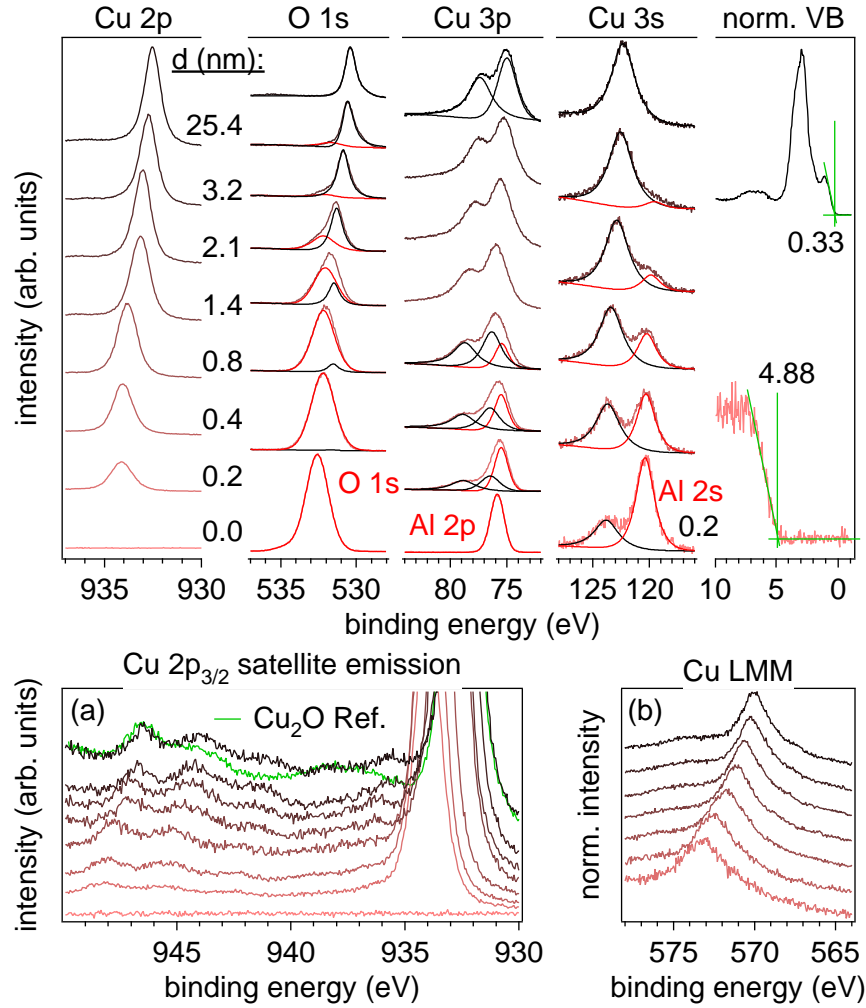 Cu 2p O 1s Cu 3p Cu 3s norm. VB
d (nm):
25.4
3.2
2.1
1.4
0.8
0.4
0.2
0.0
O 1s
Al 2p
Al 2s
0.2
0.33
4.88
intensity (arb. units)
935 930 535 530 80 75 125 120 10 5 0
binding energy (eV)
Cu 2p3/2 satellite emission
(a)
Cu2O Ref.
intensity (arb. units)
945 940 935 930
binding energy (eV)
Cu LMM
(b)
norm. intensity
575 570 565
binding energy (eV)